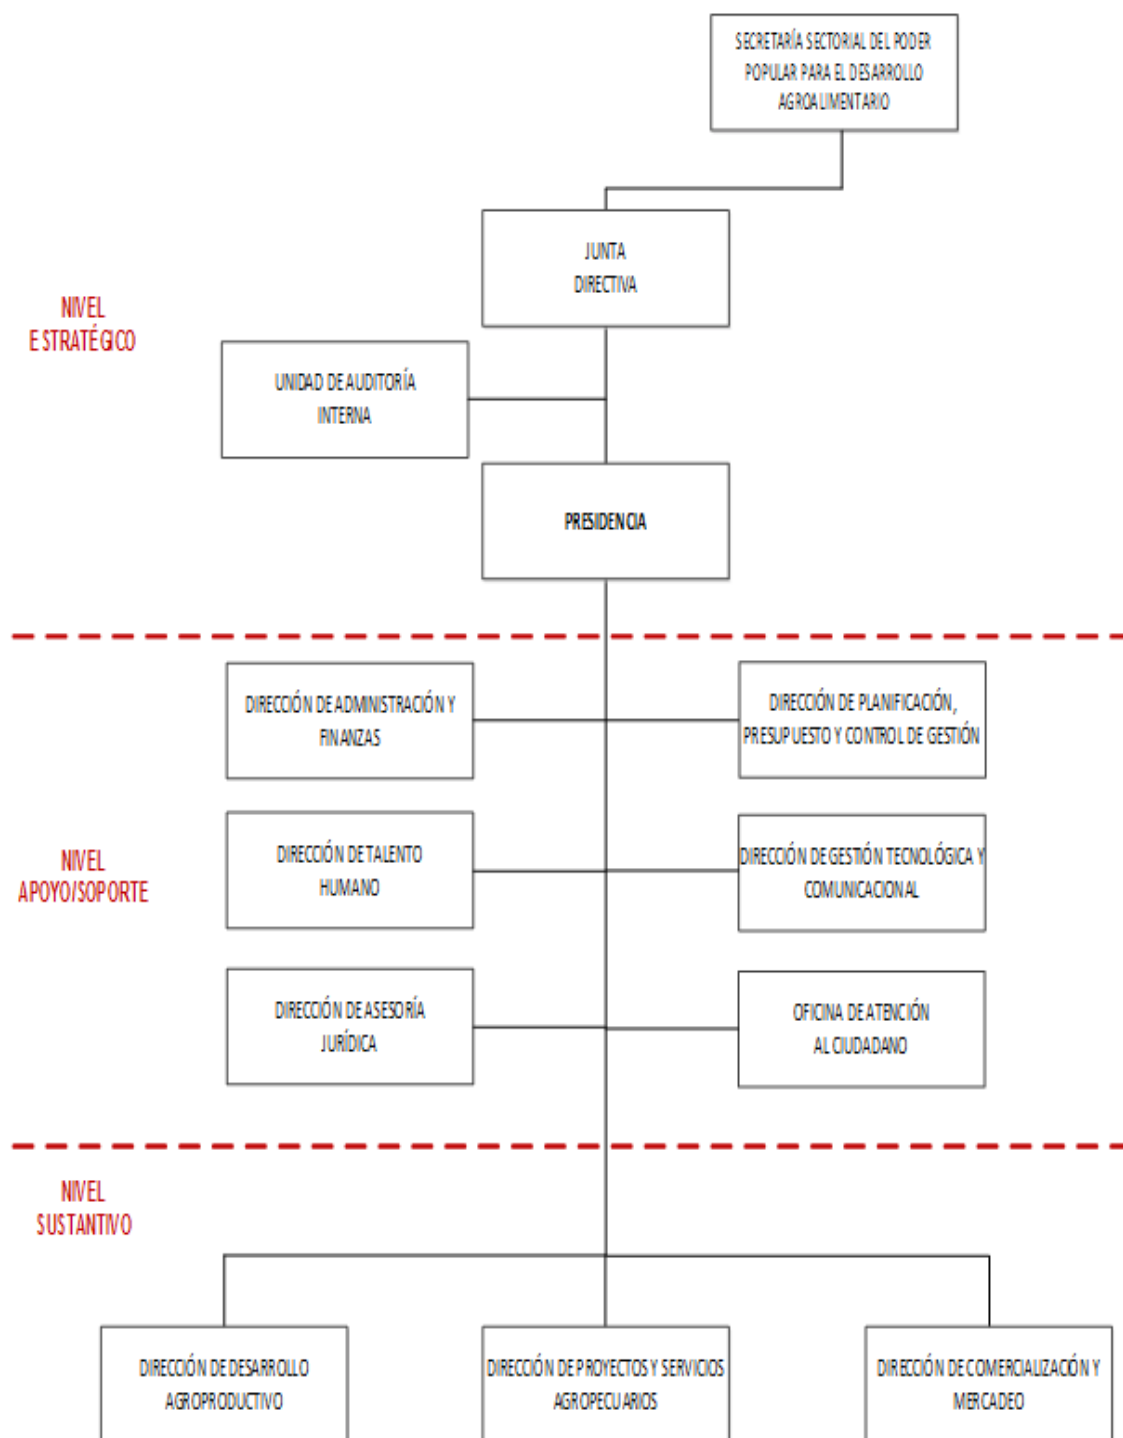 SECRETARÍA SECTORIAL DEL PODER
POPULAR PARA EL DESARROLLO
AGROALIMENTARIO
JUNTA
DIRECTIVA
NIVEL
ESTRATÉGICO
UNIDAD DE AUDITORÍA
INTERNA
PRESIDENCIA
DIRECCIÓN DE ADMINISTRACIÓN Y
FINANZAS
DIRECCIÓN DE PLANIFICACIÓN,
PRESUPUESTO Y CONTROL DE GESTIÓN
NIVEL
APOYO/SOPORTE
DIRECCIÓN DE TALENTO
HUMANO
DIRECCIÓN DE GESTIÓN TECNOLÓGICA Y
COMUNICACIONAL
DIRECCIÓN DE ASESORÍA
JURÍDICA
OFICINA DE ATENCIÓN
AL CIUDADANO
NIVEL
SUSTANTIVO
DIRECCIÓN DE DESARROLLO
AGROPRODUCTIVO
DIRECCIÓN DE PROYECTOS Y SERVICIOS
AGROPECUARIOS
DIRECCIÓN DE COMERCIALIZACIÓN Y
MERCADEO